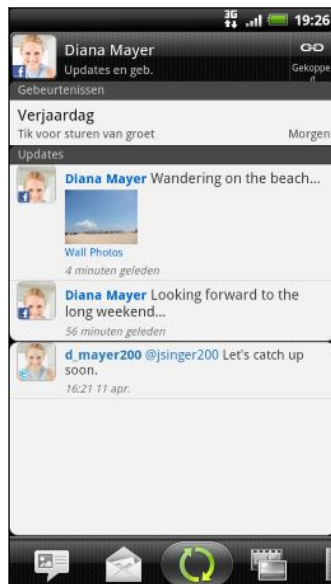 3G 19:26
Diana Mayer
Updates en geb.
Gekoppe
Gebeurtenissen
Verjaardag
Tik voor sturen van groet Morgen
Updates
Diana Mayer Wandering on the beach...
Wall Photos
4 minuten geleden
Diana Mayer Looking forward to the
long weekend...
56 minuten geleden
d_mayer200 @jsinger200 Let's catch up
soon.
16:21 11 apr.